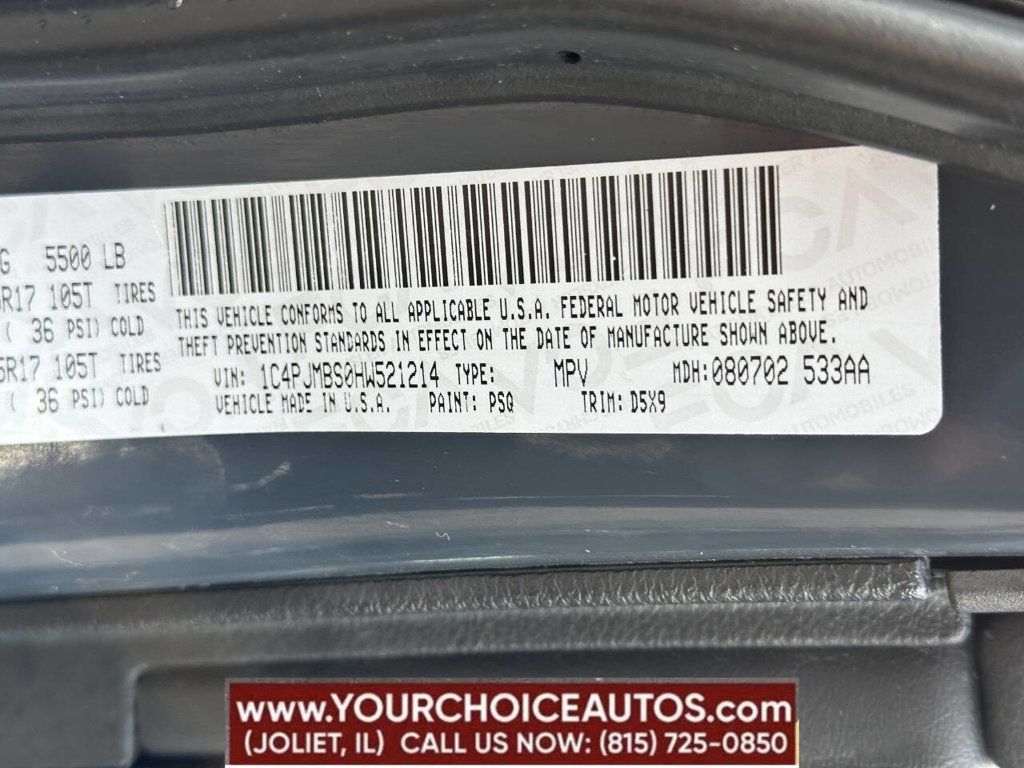 G 5500 LB
R17 105T TIRES
( 36 PSI) COLD
5R17 105T TIRES
( 36 PSI) COLD
THIS VEHICLE CONFORMS TO ALL APPLICABLE U.S.A. FEDERAL MOTOR VEHICLE SAFETY AND
THEFT PREVENTION STANDARDS IN EFFECT ON THE DATE OF MANUFACTURE SHOWN ABOVE.
VIN: 1C4PJMBS0HW521214 TYPE: MPV MDH:080702 533AA
VEHICLE MADE IN U.S.A. PAINT: PSQ TRIM: D5X9
www.YOURCHOICEAUTOS.com
(JOLIET, IL) CALL US NOW: (815) 725-0850